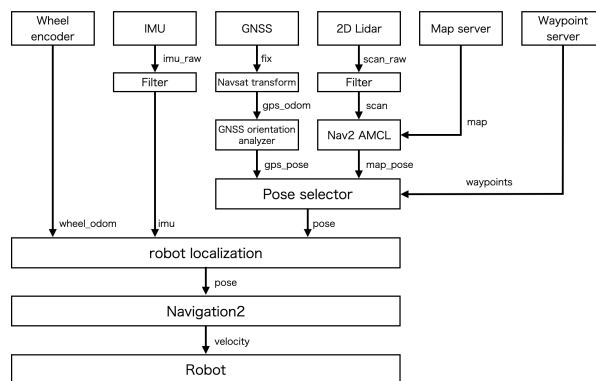 Wheel
encoder
IMU
GNSS
2D Lidar
Map server
Waypoint
server
imu_raw
fix
scan_raw
Filter
Navsat transform
Filter
gps_odom
scan
map
GNSS orientation
analyzer
Nav2 AMCL
gps_pose
map_pose
waypoints
Pose selector
wheel_odom
imu
pose
robot localization
pose
Navigation2
velocity
Robot